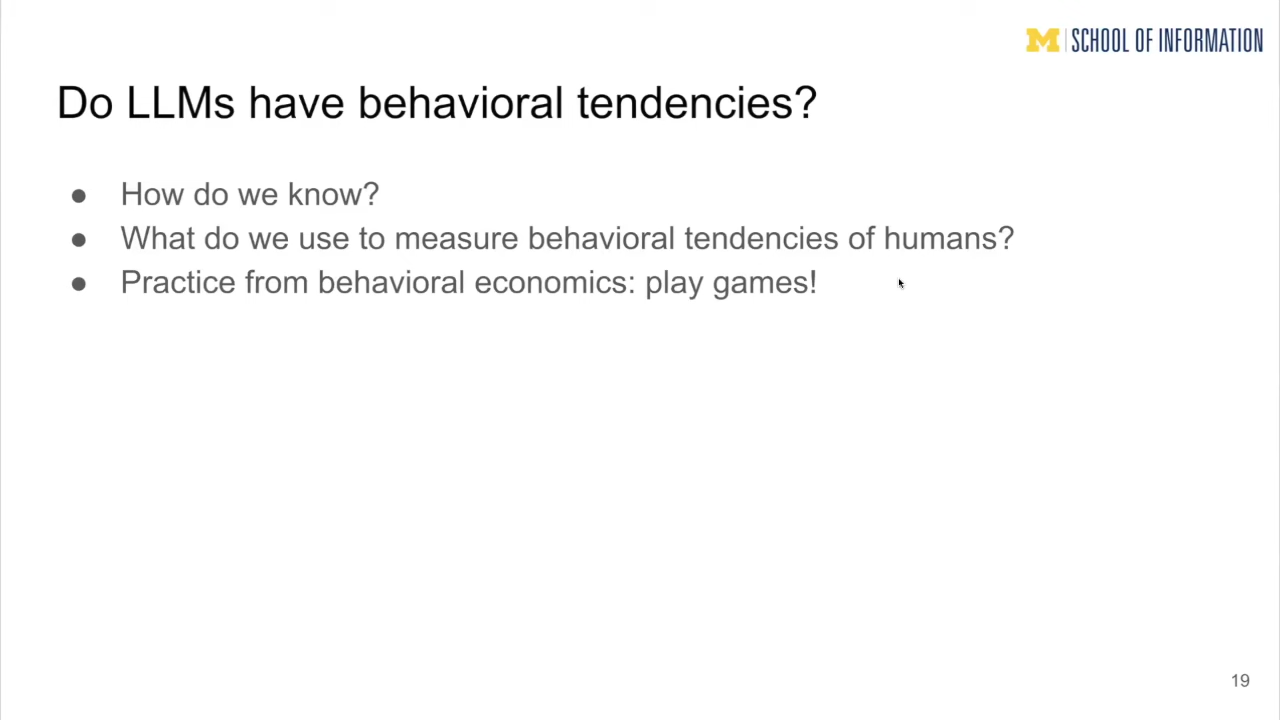 M SCHOOL OF INFORMATION
Do LLMs have behavioral tendencies?
● How do we know?
● What do we use to measure behavioral tendencies of humans?
● Practice from behavioral economics: play games!
19